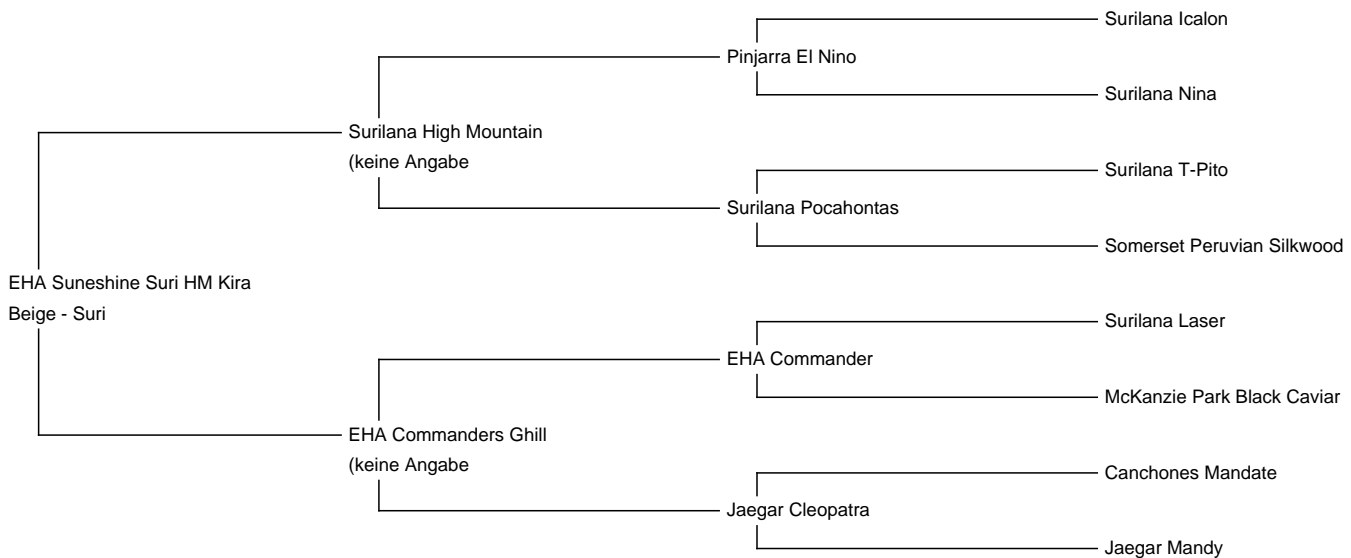 Surilana Icalon
Pinjarra El Nino
Surilana Nina
Surilana High Mountain
(keine Angabe
Surilana T-Pito
Surilana Pocahontas
Somerset Peruvian Silkwood
EHA Suneshine Suri HM Kira
Beige - Suri
Surilana Laser
EHA Commander
McKanzie Park Black Caviar
EHA Commanders Ghill
(keine Angabe
Canchones Mandate
Jaegar Cleopatra
Jaegar Mandy